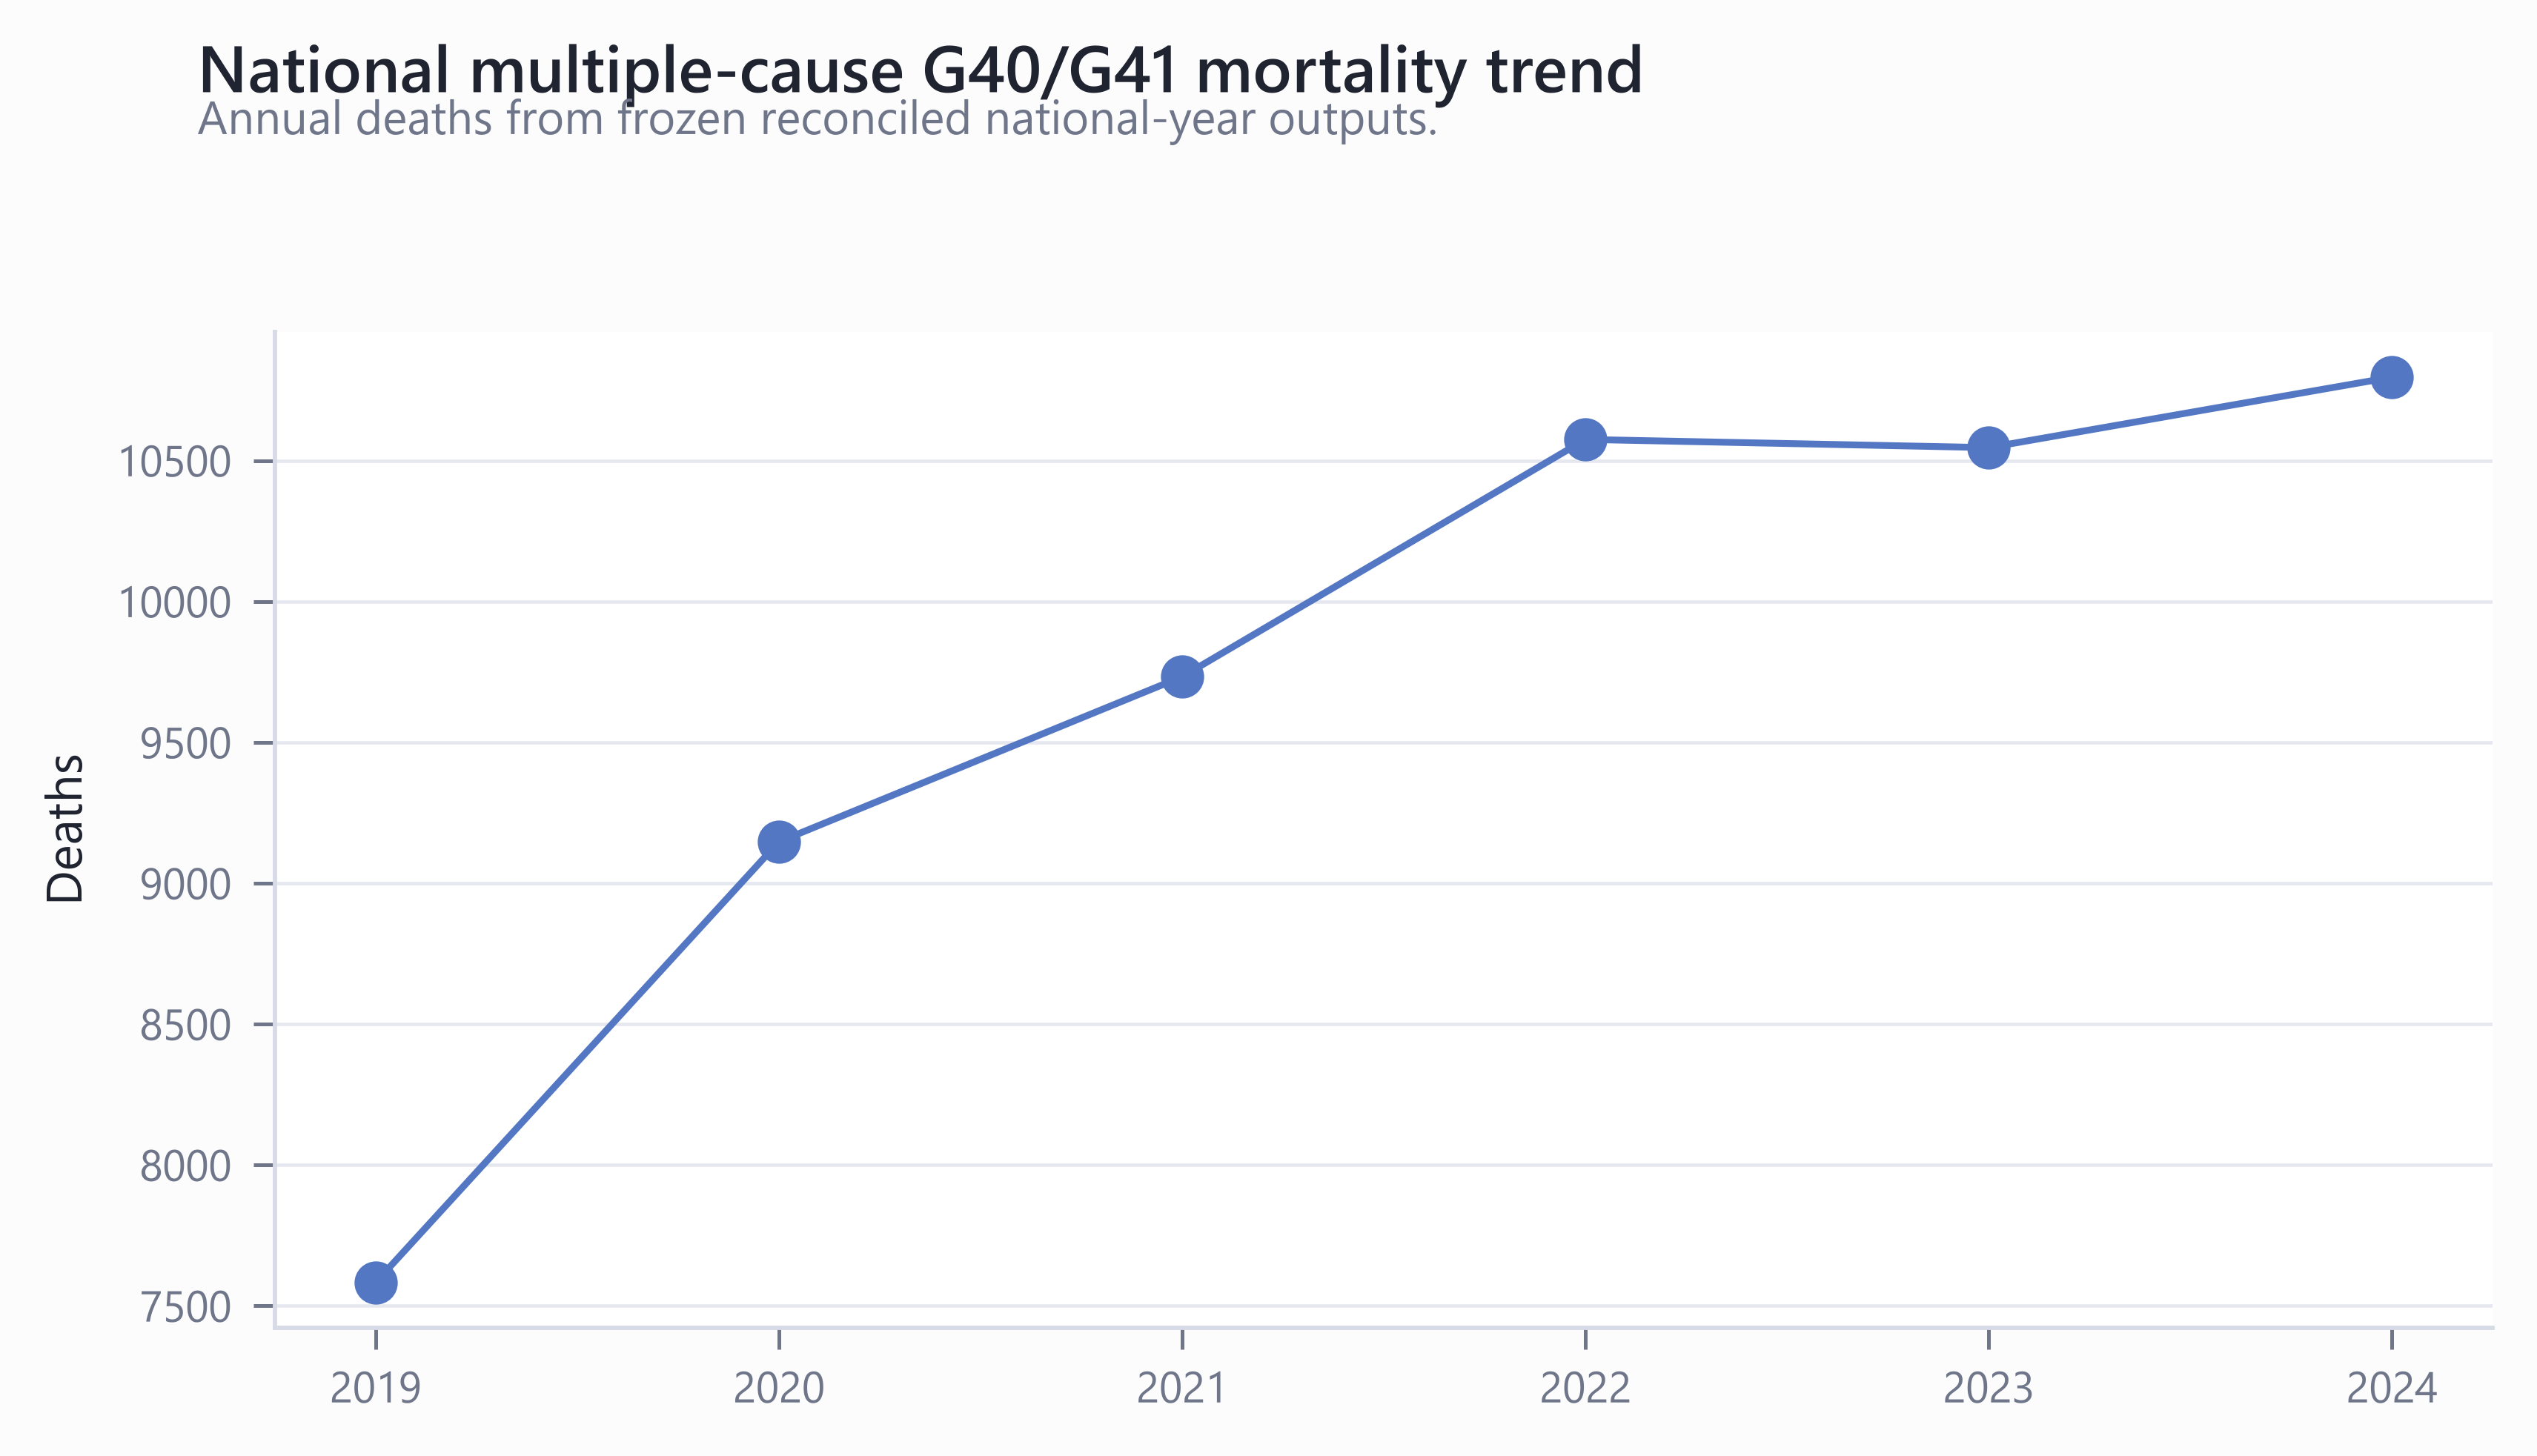 National multiple-cause G40/G41 mortality trend
Annual deaths from frozen reconciled national-year outputs.
10500
10000
9500
9000
8500
8000
7500
Deaths
2019 2020 2021 2022 2023 2024